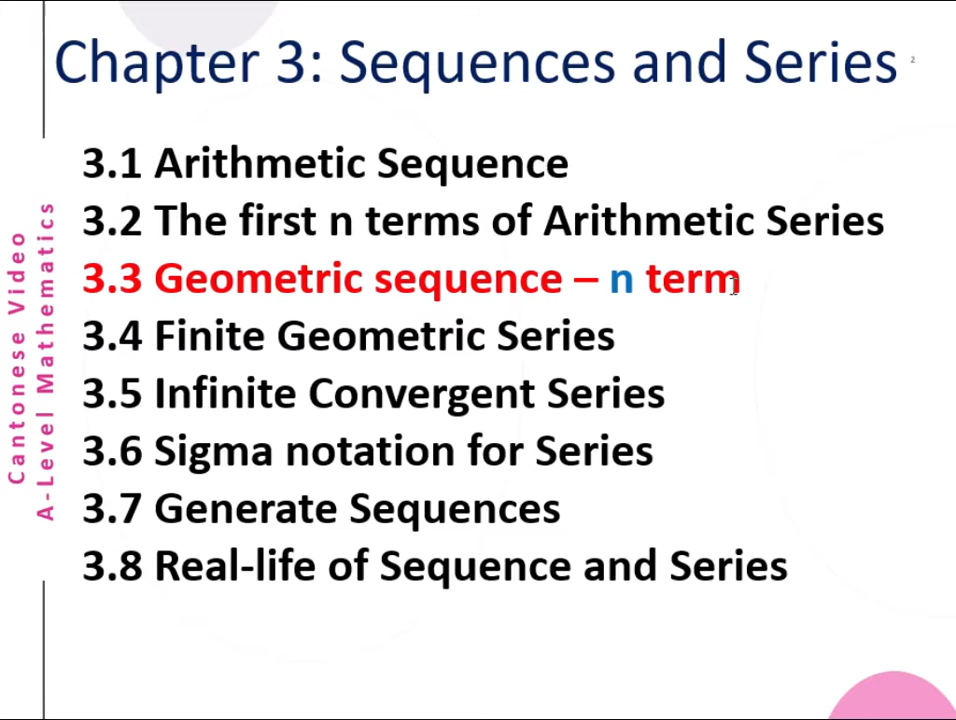 Chapter 3: Sequences and Series
2
3.1 Arithmetic Sequence
3.2 The first n terms of Arithmetic Series
3.3 Geometric sequence – n term
3.4 Finite Geometric Series
3.5 Infinite Convergent Series
3.6 Sigma notation for Series
3.7 Generate Sequences
3.8 Real-life of Sequence and Series
Cantonese Video
A-Level Mathematics